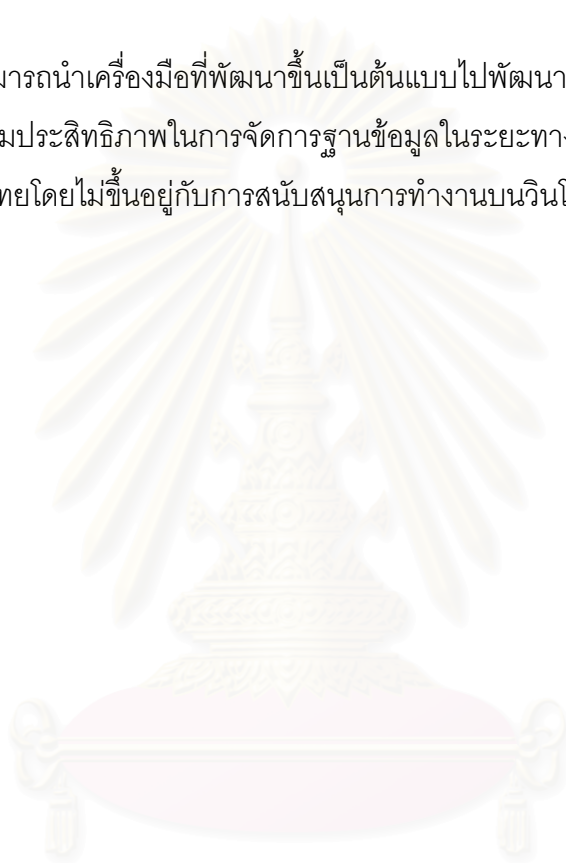 มารถนำเครื่องมือที่พัฒนาขึ้นเป็นต้นแบบไปพัฒนา
มประสิทธิภาพในการจัดการฐานข้อมูลในระยะทาง
ทยโดยไม่ขึ้นอยู่กับการสนับสนุนการทำงานบนวินโ